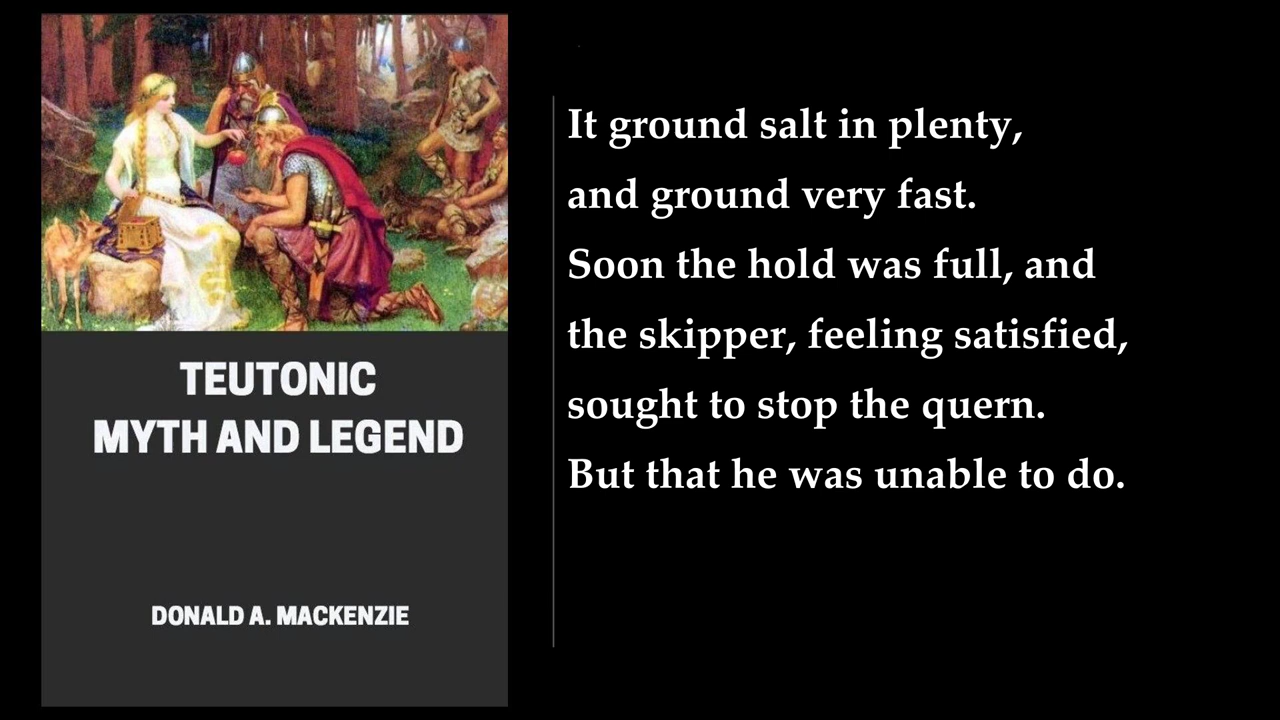 TEUTONIC
MYTH AND LEGEND
DONALD A. MACKENZIE
It ground salt in plenty,
and ground very fast.
Soon the hold was full, and
the skipper, feeling satisfied,
sought to stop the quern.
But that he was unable to do.